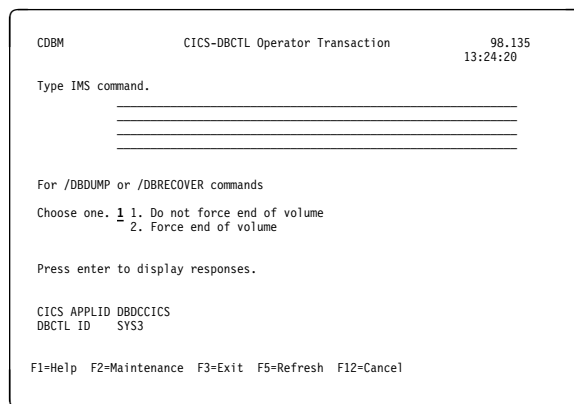 CDBM CICS-DBCTL Operator Transaction 98.135
13:24:20
Type IMS command.
For /DBDUMP or /DBRECOVER commands
Choose one. 1 1. Do not force end of volume
2. Force end of volume
Press enter to display responses.
CICS APPLID DBDCCICS
DBCTL ID SYS3
F1=Help F2=Maintenance F3=Exit F5=Refresh F12=Cancel